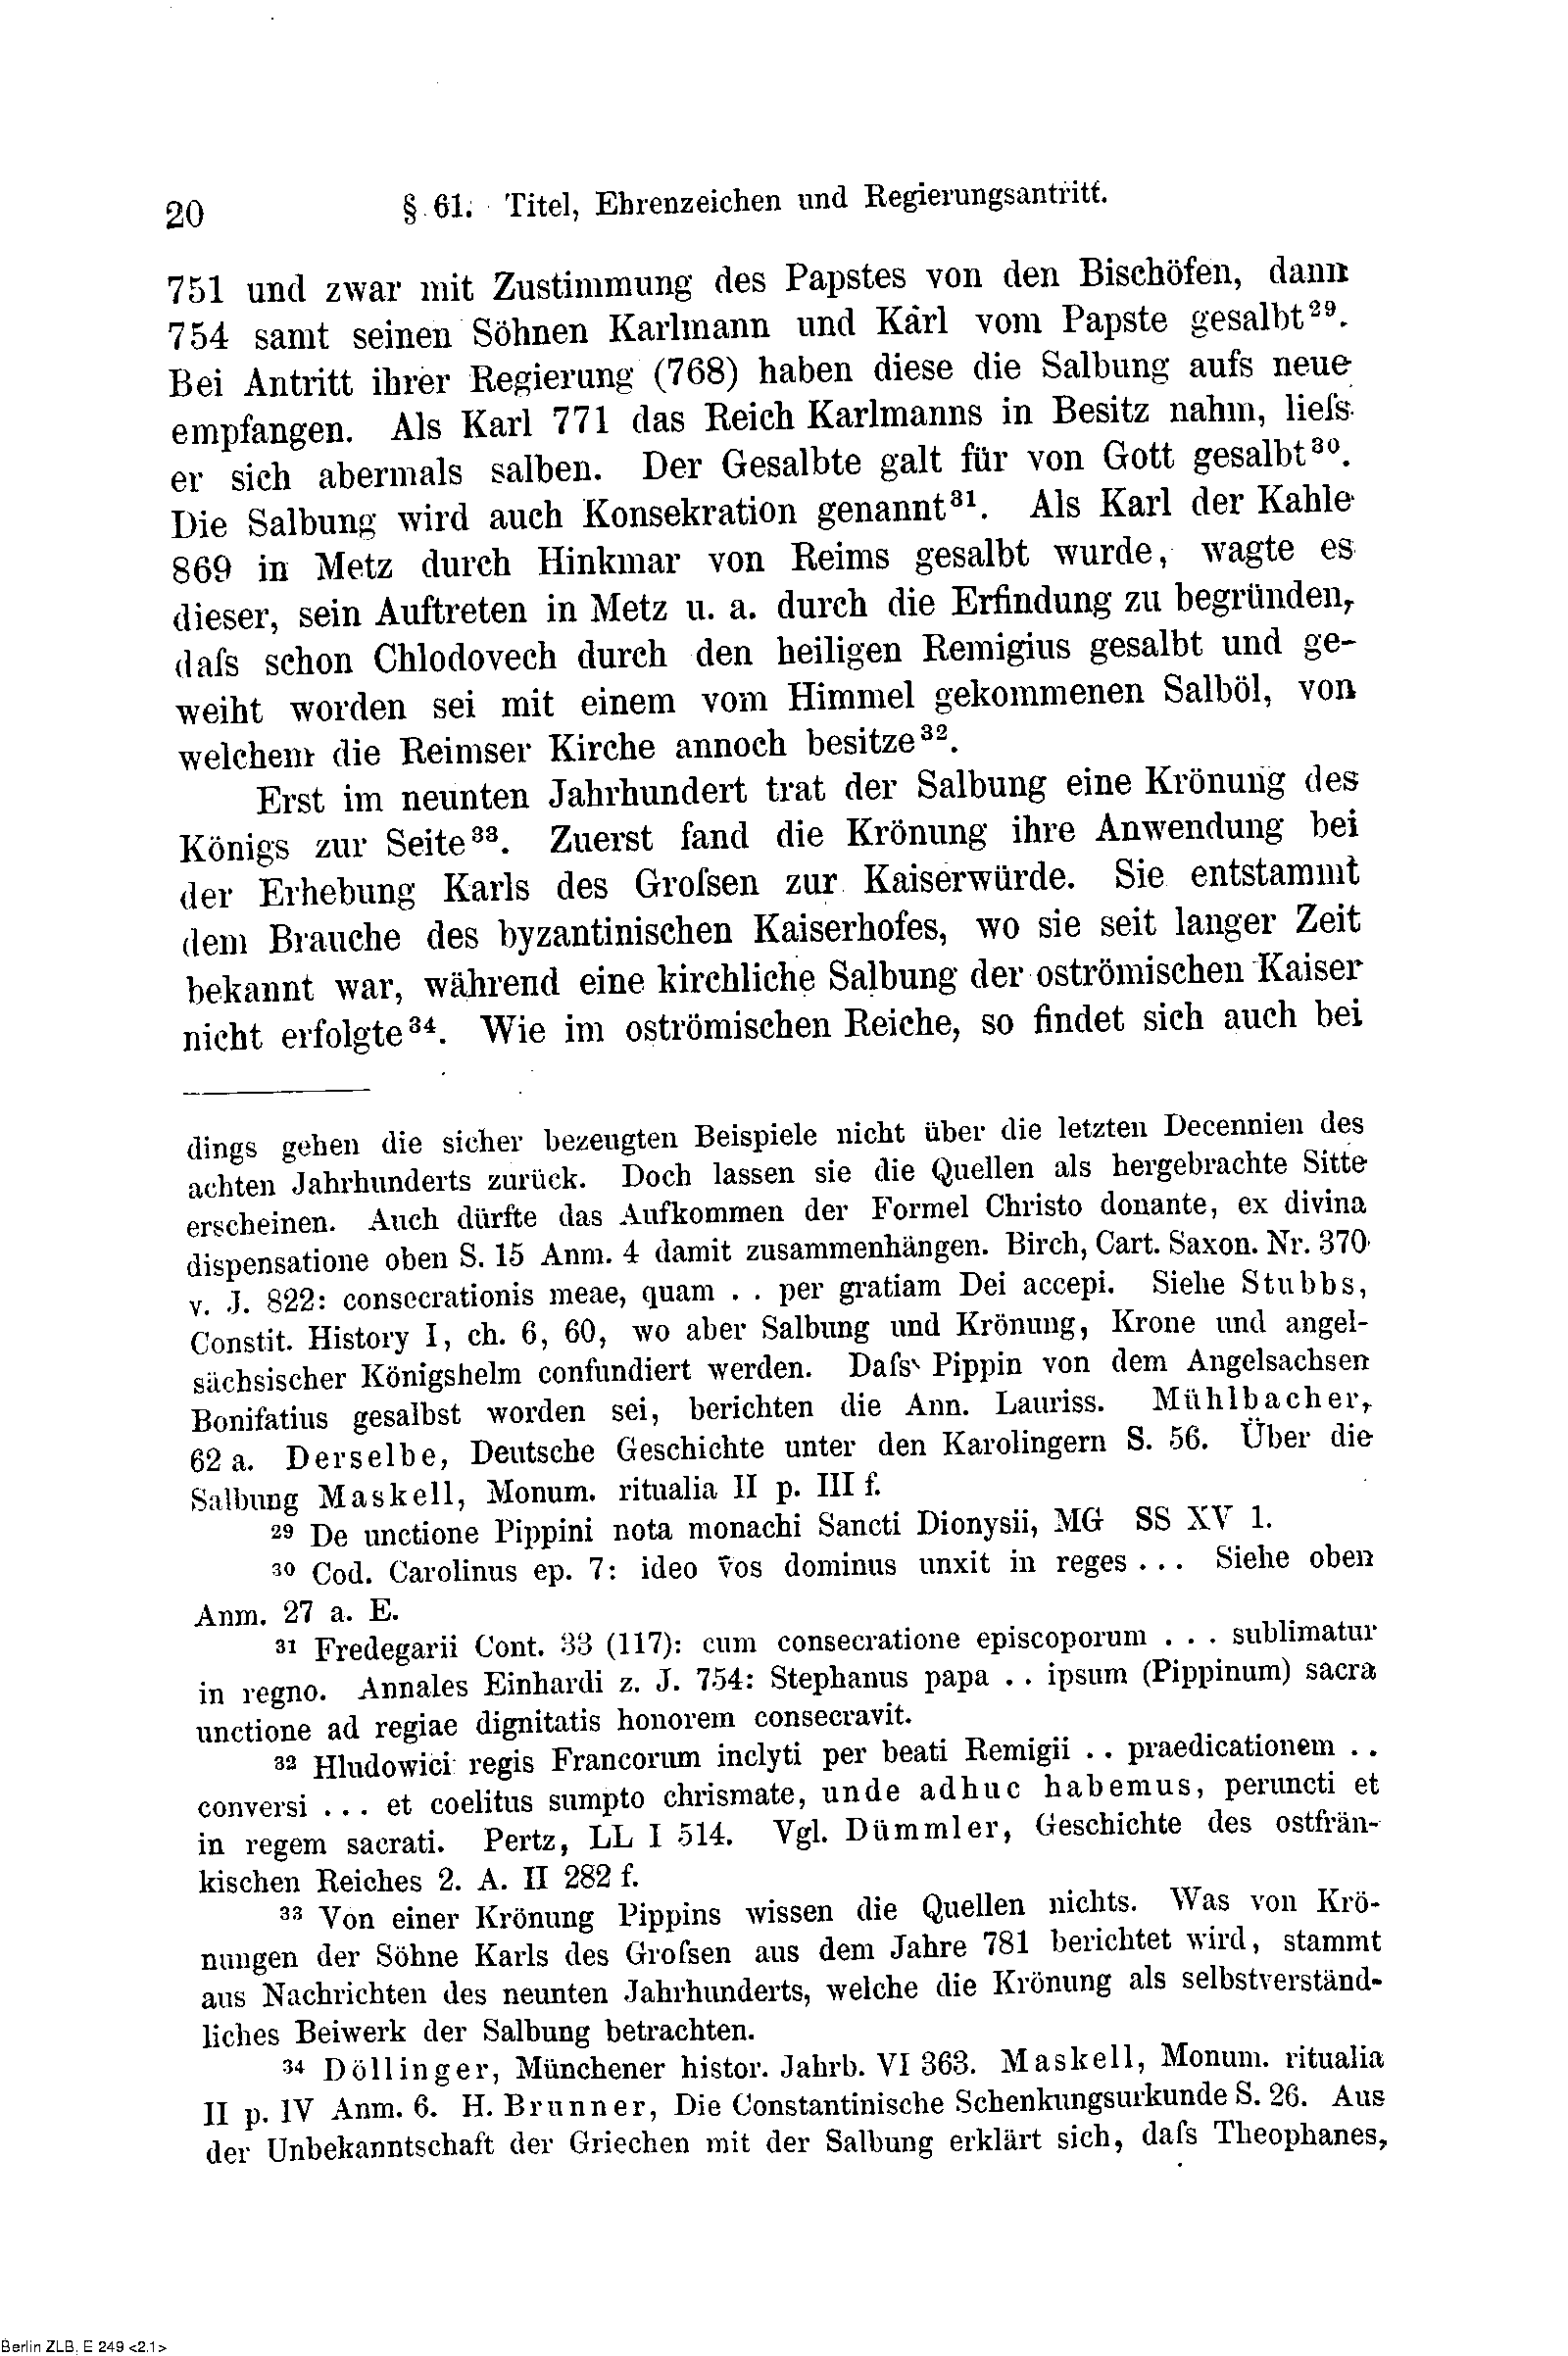 20 § 61. Titel, Ehrenzeichen und Regierungsantritt.
751 und zwar mit Zustimmung des Papstes von den Bischöfen, dann
754 samt seinen Söhnen Karlmann und Karl vom Papste gesalbt²⁹.
Bei Antritt ihrer Regierung (768) haben diese die Salbung aufs neue
empfangen. Als Karl 771 das Reich Karlmanns in Besitz nahm, lieſs
er sich abermals salben. Der Gesalbte galt für von Gott gesalbt³⁰.
Die Salbung wird auch Konsekration genannt³¹. Als Karl der Kahle
869 in Metz durch Hinkmar von Reims gesalbt wurde, wagte es
dieser, sein Auftreten in Metz u. a. durch die Erfindung zu begründen,
daſs schon Chlodovech durch den heiligen Remigius gesalbt und ge-
weiht worden sei mit einem vom Himmel gekommenen Salböl, von
welchem die Reimser Kirche annoch besitze³².
Erst im neunten Jahrhundert trat der Salbung eine Krönung des
Königs zur Seite³³. Zuerst fand die Krönung ihre Anwendung bei
der Erhebung Karls des Groſsen zur Kaiserwürde. Sie entstammt
dem Brauche des byzantinischen Kaiserhofes, wo sie seit langer Zeit
bekannt war, während eine kirchliche Salbung der oströmischen Kaiser
nicht erfolgte³⁴. Wie im oströmischen Reiche, so findet sich auch bei
dings gehen die sicher bezeugten Beispiele nicht über die letzten Decennien des
achten Jahrhunderts zurück. Doch lassen sie die Quellen als hergebrachte Sitte
erscheinen. Auch dürfte das Aufkommen der Formel Christo donante, ex divina
dispensatione oben S. 15 Anm. 4 damit zusammenhängen. Birch, Cart. Saxon. Nr. 370
v. J. 822: consecrationis meae, quam . . per gratiam Dei accepi. Siehe Stubbs,
Constit. History I, ch. 6, 60, wo aber Salbung und Krönung, Krone und angel-
sächsischer Königshelm confundiert werden. Daſs Pippin von dem Angelsachsen
Bonifatius gesalbst worden sei, berichten die Ann. Lauriss. Mühlbacher,
62 a. Derselbe, Deutsche Geschichte unter den Karolingern S. 56. Über die
Salbung Maskell, Monum. ritualia II p. III f.
²⁹ De unctione Pippini nota monachi Sancti Dionysii, MG SS XV 1.
³⁰ Cod. Carolinus ep. 7: ideo vos dominus unxit in reges . . . Siehe oben
Anm. 27 a. E.
³¹ Fredegarii Cont. 33 (117): cum consecratione episcoporum . . . sublimatur
in regno. Annales Einhardi z. J. 754: Stephanus papa . . ipsum (Pippinum) sacra
unctione ad regiae dignitatis honorem consecravit.
³² Hludowici regis Francorum inclyti per beati Remigii . . praedicationem . .
conversi . . . et coelitus sumpto chrismate, unde adhuc habemus, peruncti et
in regem sacrati. Pertz, LL I 514. Vgl. Dümmler, Geschichte des ostfrän-
kischen Reiches 2. A. II 282 f.
³³ Von einer Krönung Pippins wissen die Quellen nichts. Was von Krö-
nungen der Söhne Karls des Groſsen aus dem Jahre 781 berichtet wird, stammt
aus Nachrichten des neunten Jahrhunderts, welche die Krönung als selbstverständ-
liches Beiwerk der Salbung betrachten.
³⁴ Döllinger, Münchener histor. Jahrb. VI 363. Maskell, Monum. ritualia
II p. IV Anm. 6. H. Brunner, Die Constantinische Schenkungsurkunde S. 26. Aus
der Unbekanntschaft der Griechen mit der Salbung erklärt sich, daſs Theophanes,
Berlin ZLB, E 249 <2.1>